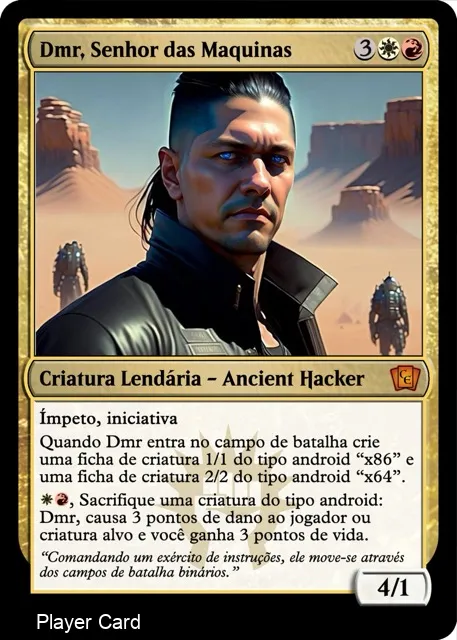 Dmr, Senhor das Maquinas 3
Criatura Lendária – Ancient Hacker CE
Ímpeto, iniciativa
Quando Dmr entra no campo de batalha crie
uma ficha de criatura 1/1 do tipo android “x86” e
uma ficha de criatura 2/2 do tipo android “x64”.
, Sacrifique uma criatura do tipo android:
Dmr, causa 3 pontos de dano ao jogador ou
criatura alvo e você ganha 3 pontos de vida.
“Comandando um exército de instruções, ele move-se através
dos campos de batalha binários.”
4/1
Player Card